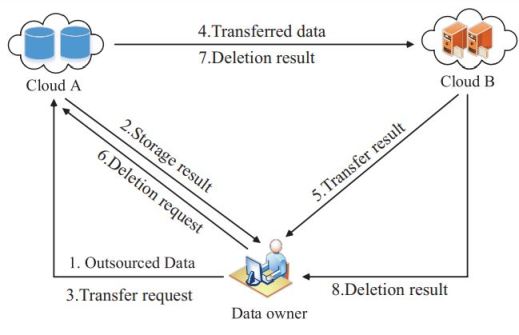 4.Transferred data
7.Deletion result
Cloud A
Cloud B
2.Storage result
6.Deletion request
5.Transfer result
1. Outsourced Data
3.Transfer request
8.Deletion result
Data owner